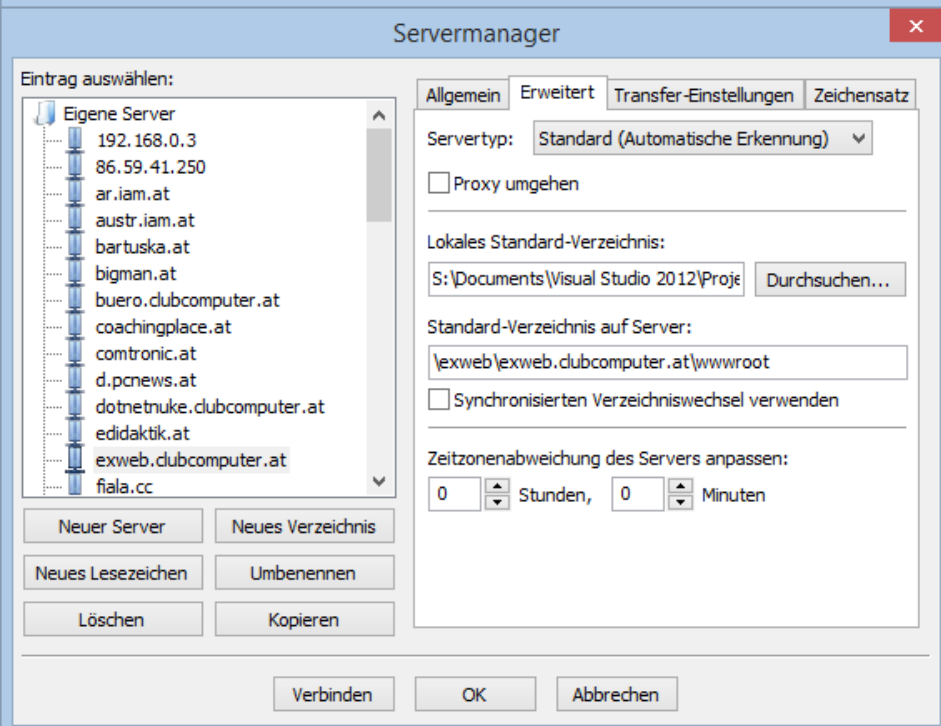 Servermanager
Eintrag auswählen:
Eigene Server
192.168.0.3
86.59.41.250
ar.iam.at
austr.iam.at
bartuska.at
bigman.at
buero.clubcomputer.at
coachingplace.at
comtronic.at
d.pcnews.at
dotnetnuke.clubcomputer.at
edidaktik.at
exweb.clubcomputer.at
fiala.cc
Neuer Server
Neues Verzeichnis
Neues Lesezeichen
Umbenennen
Löschen
Kopieren
Allgemein
Erweitert
Transfer-Einstellungen
Zeichensatz
Servertyp: Standard (Automatische Erkennung)
Proxy umgehen
Lokales Standard-Verzeichnis:
S:\Documents\Visual Studio 2012\Proje
Durchsuchen...
Standard-Verzeichnis auf Server:
\exweb\exweb.clubcomputer.at\wwwroot
Synchronisierten Verzeichniswechsel verwenden
Zeitzonenabweichung des Servers anpassen:
0 Stunden, 0 Minuten
Verbinden
OK
Abbrechen